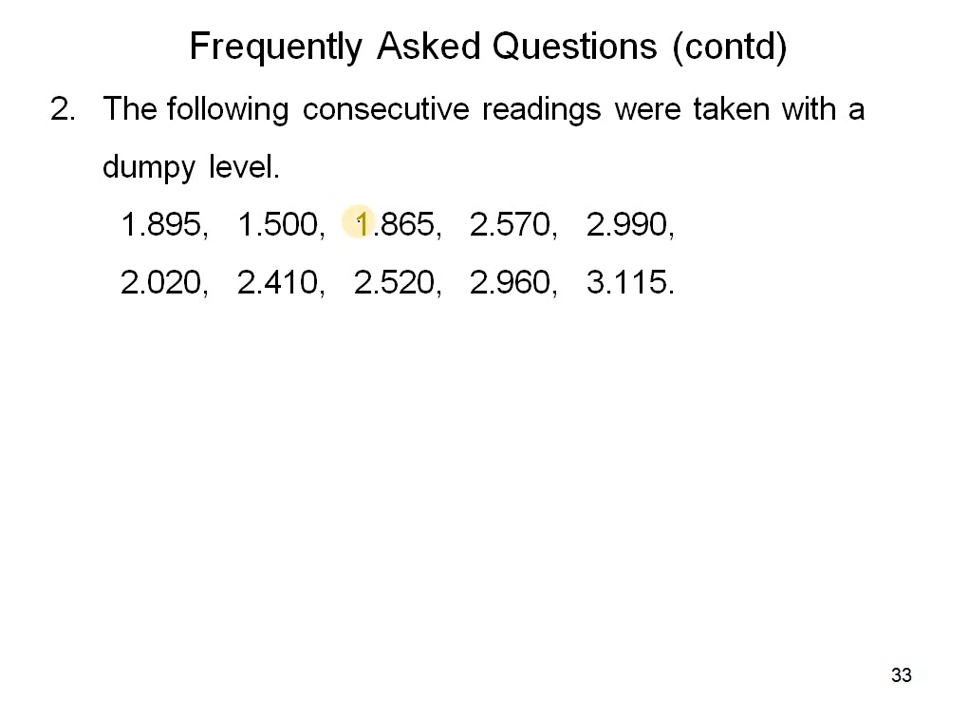 Frequently Asked Questions (contd)
2. The following consecutive readings were taken with a
dumpy level.
1.895, 1.500, 1.865, 2.570, 2.990,
2.020, 2.410, 2.520, 2.960, 3.115.
33